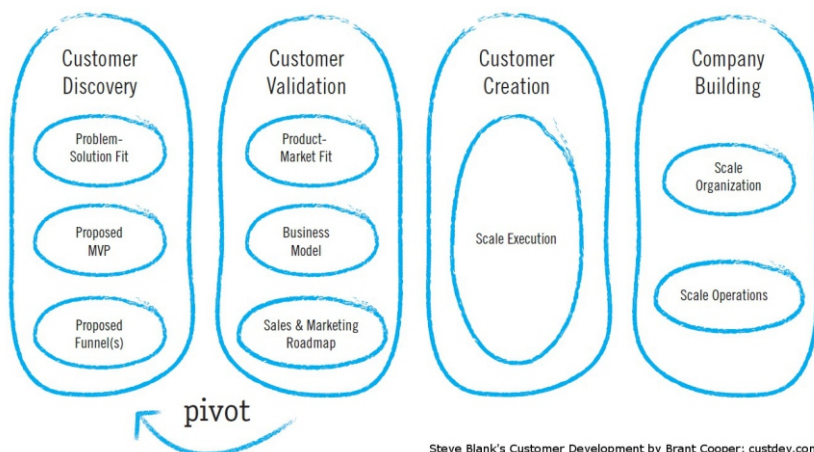 Customer
Discovery
Problem-
Solution Fit
Proposed
MVP
Proposed
Funnel(s)
Customer
Validation
Product-
Market Fit
Business
Model
Sales & Marketing
Roadmap
Customer
Creation
Scale Execution
Company
Building
Scale
Organization
Scale Operations
pivot
Steve Blank's Customer Development by Brant Cooper: custdev.com